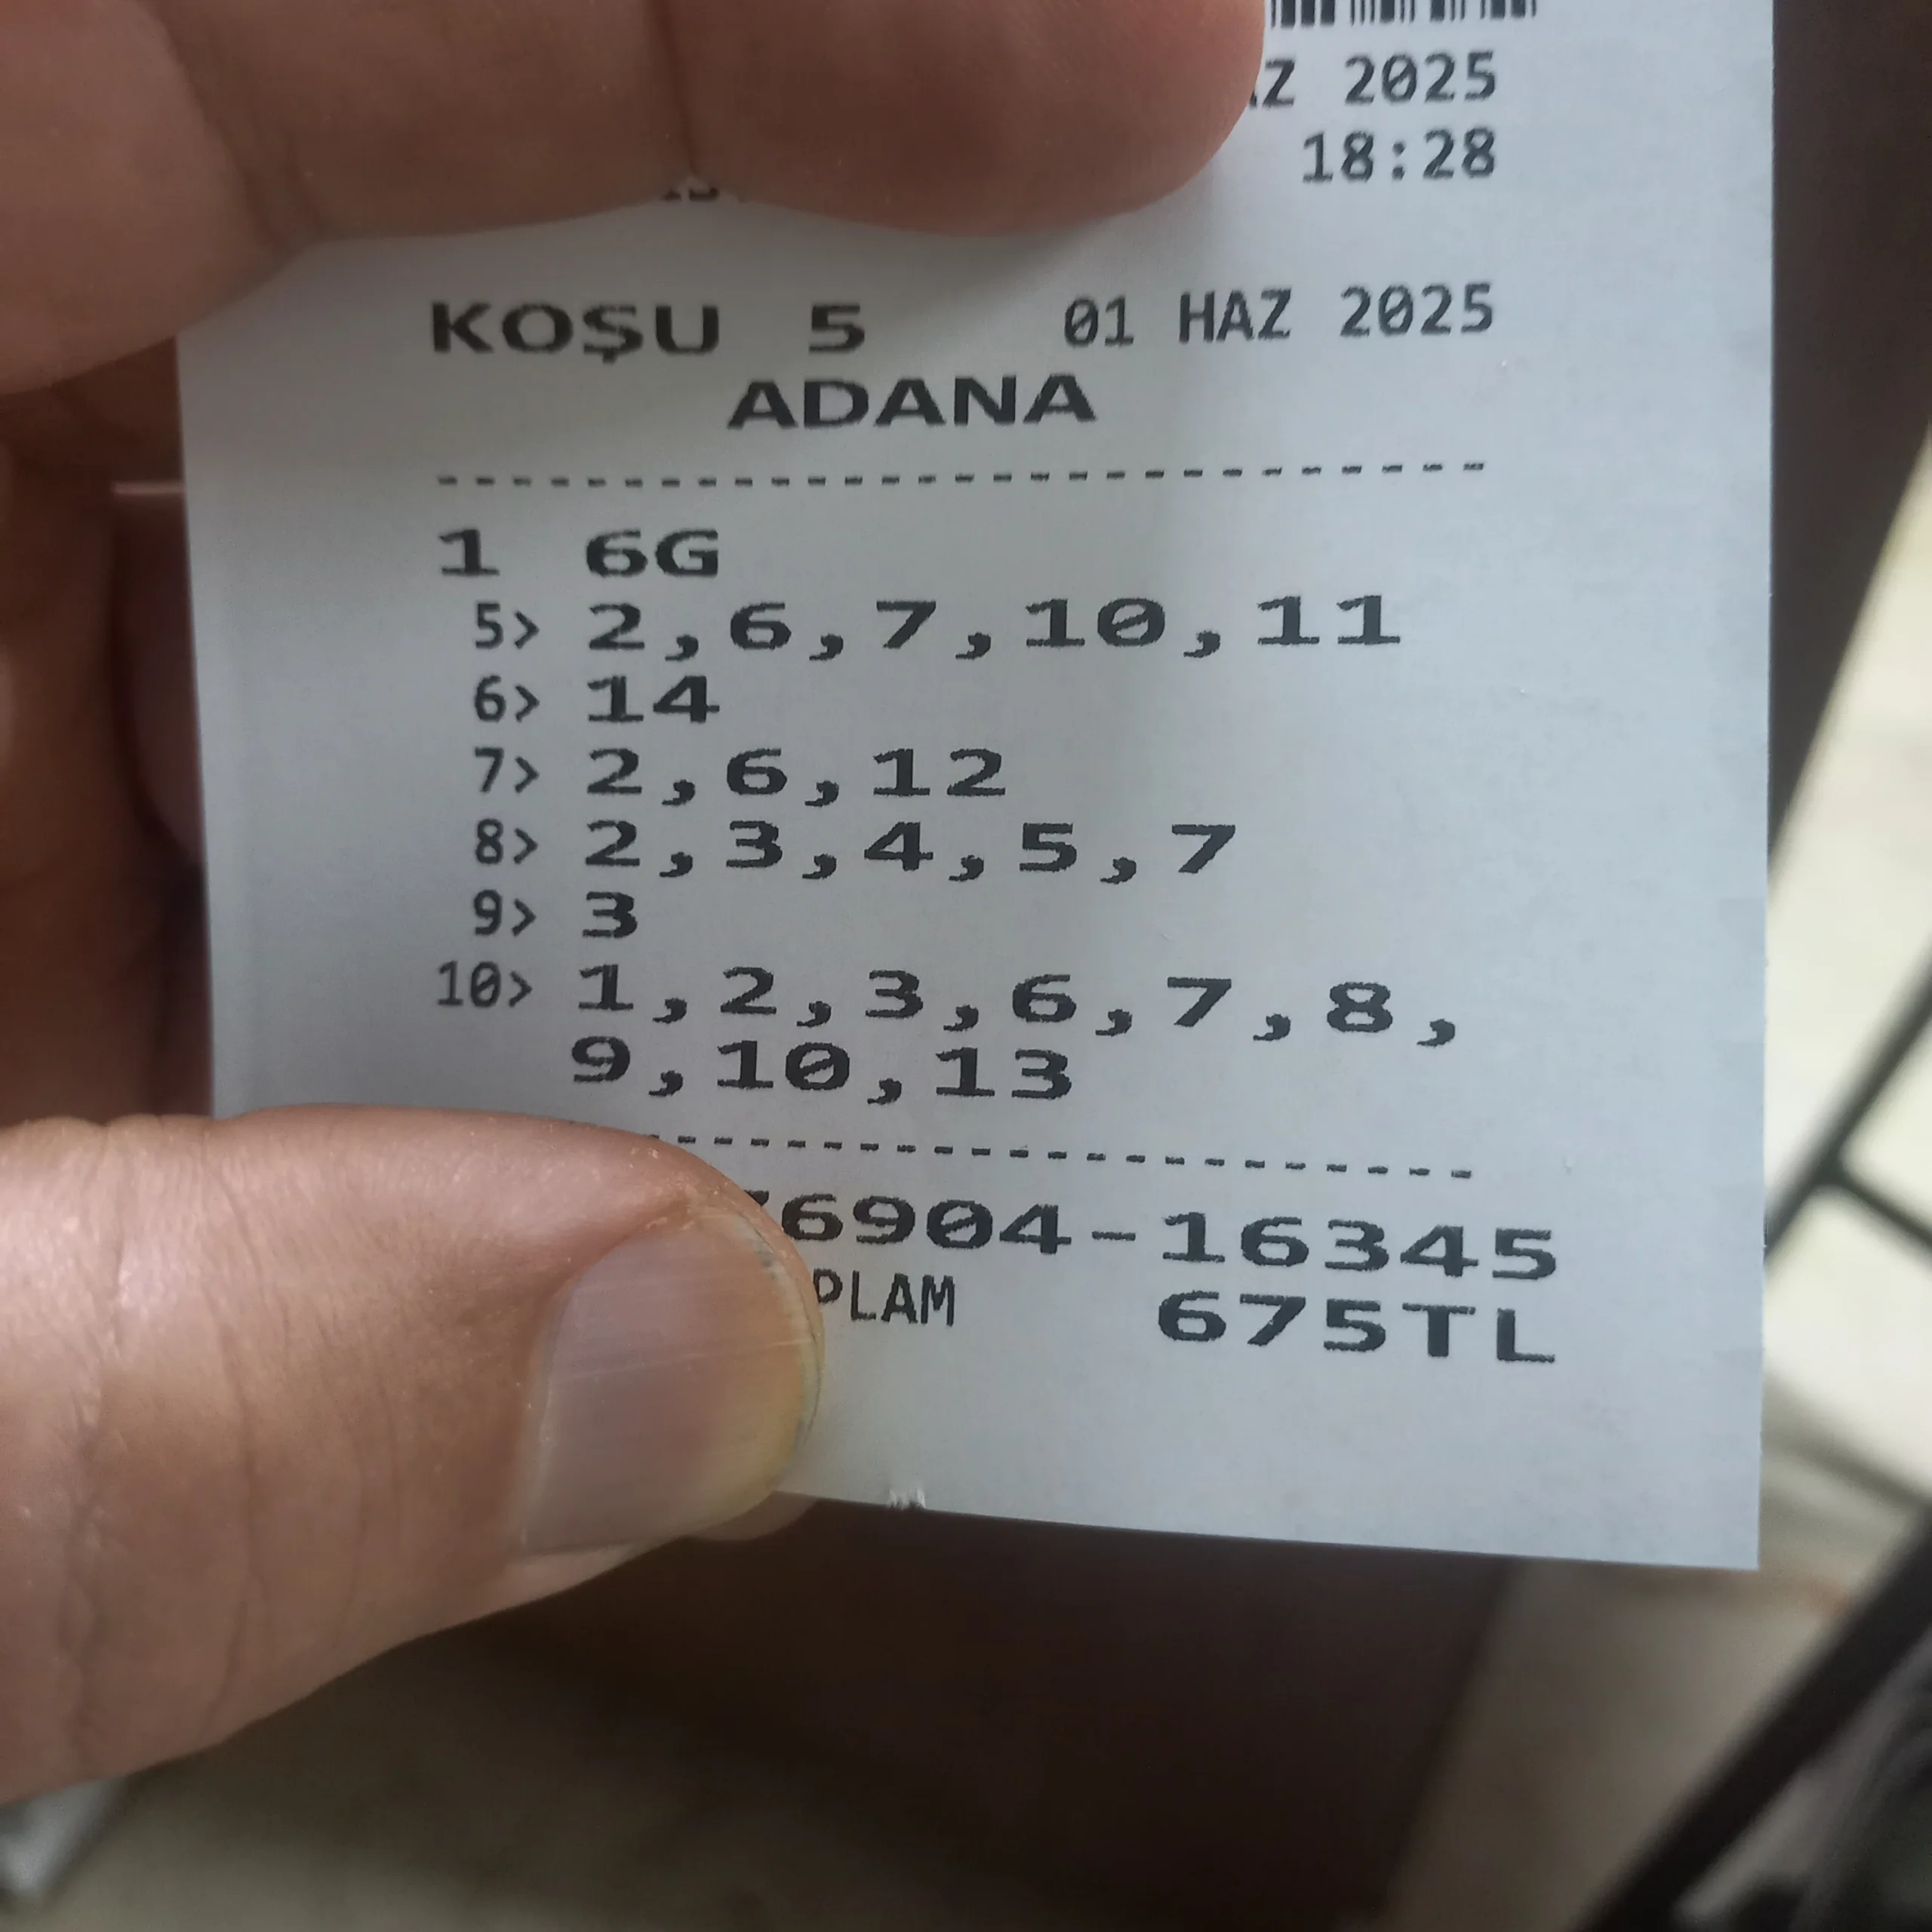 2025
18:28
KOŞU 5 01 HAZ 2025
ADANA
1 6G
5> 2,6,7,10,11
6> 14
7> 2,6,12
8> 2,3,4,5,7
9> 3
10> 1,2,3,6,7,8,
9,10,13
6904-16345
PLAM 675TL